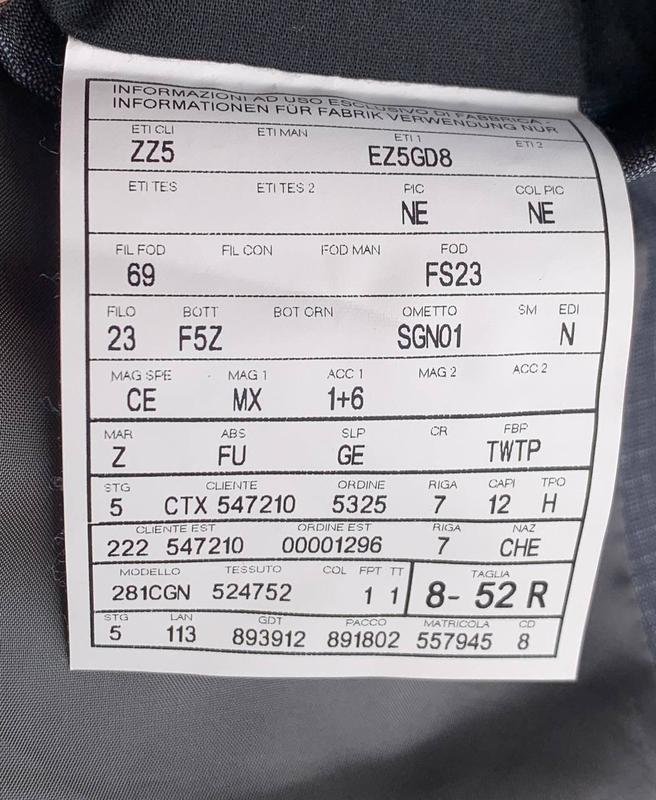 INFORMAZIONI AD USO ESCLUSIVO DI FABBRICA -
INFORMATIONEN FÜR FABRIK VERWENDUNG NUR
ETI CLI ETI MAN ETI 1 ETI 2
ZZ5 EZ5GD8
ETI TES ETI TES 2 PIC COL PIC
NE NE
FIL FOD FIL CON FOD MAN FOD
69 FS23
FILO BOTT BOT ORN OMETTO SM EDI
23 F5Z SGN01 N
MAG SPE MAG 1 ACC 1 MAG 2 ACC 2
CE MX 1+6
MAR ABS SLP CR FBP
Z FU GE TWTP
STG CLIENTE ORDINE RIGA CAPI TPO
5 CTX 547210 5325 7 12 H
CLIENTE EST ORDINE EST RIGA NAZ
222 547210 00001296 7 CHE
MODELLO TESSUTO COL FPT TT TAGLIA
281CGN 524752 1 1 8- 52 R
STG LAN GDT PACCO MATRICOLA CD
5 113 893912 891802 557945 8